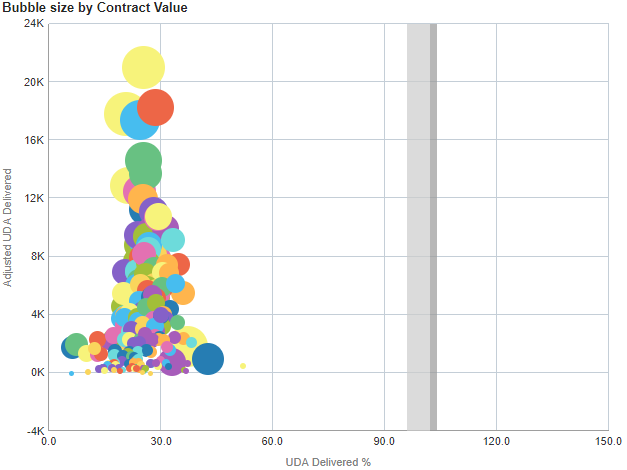 Bubble size by Contract Value
24K
20K
16K
12K
8K
4K
0K
-4K
Adjusted UDA Delivered
0.0 30.0 60.0 90.0 120.0 150.0
UDA Delivered %